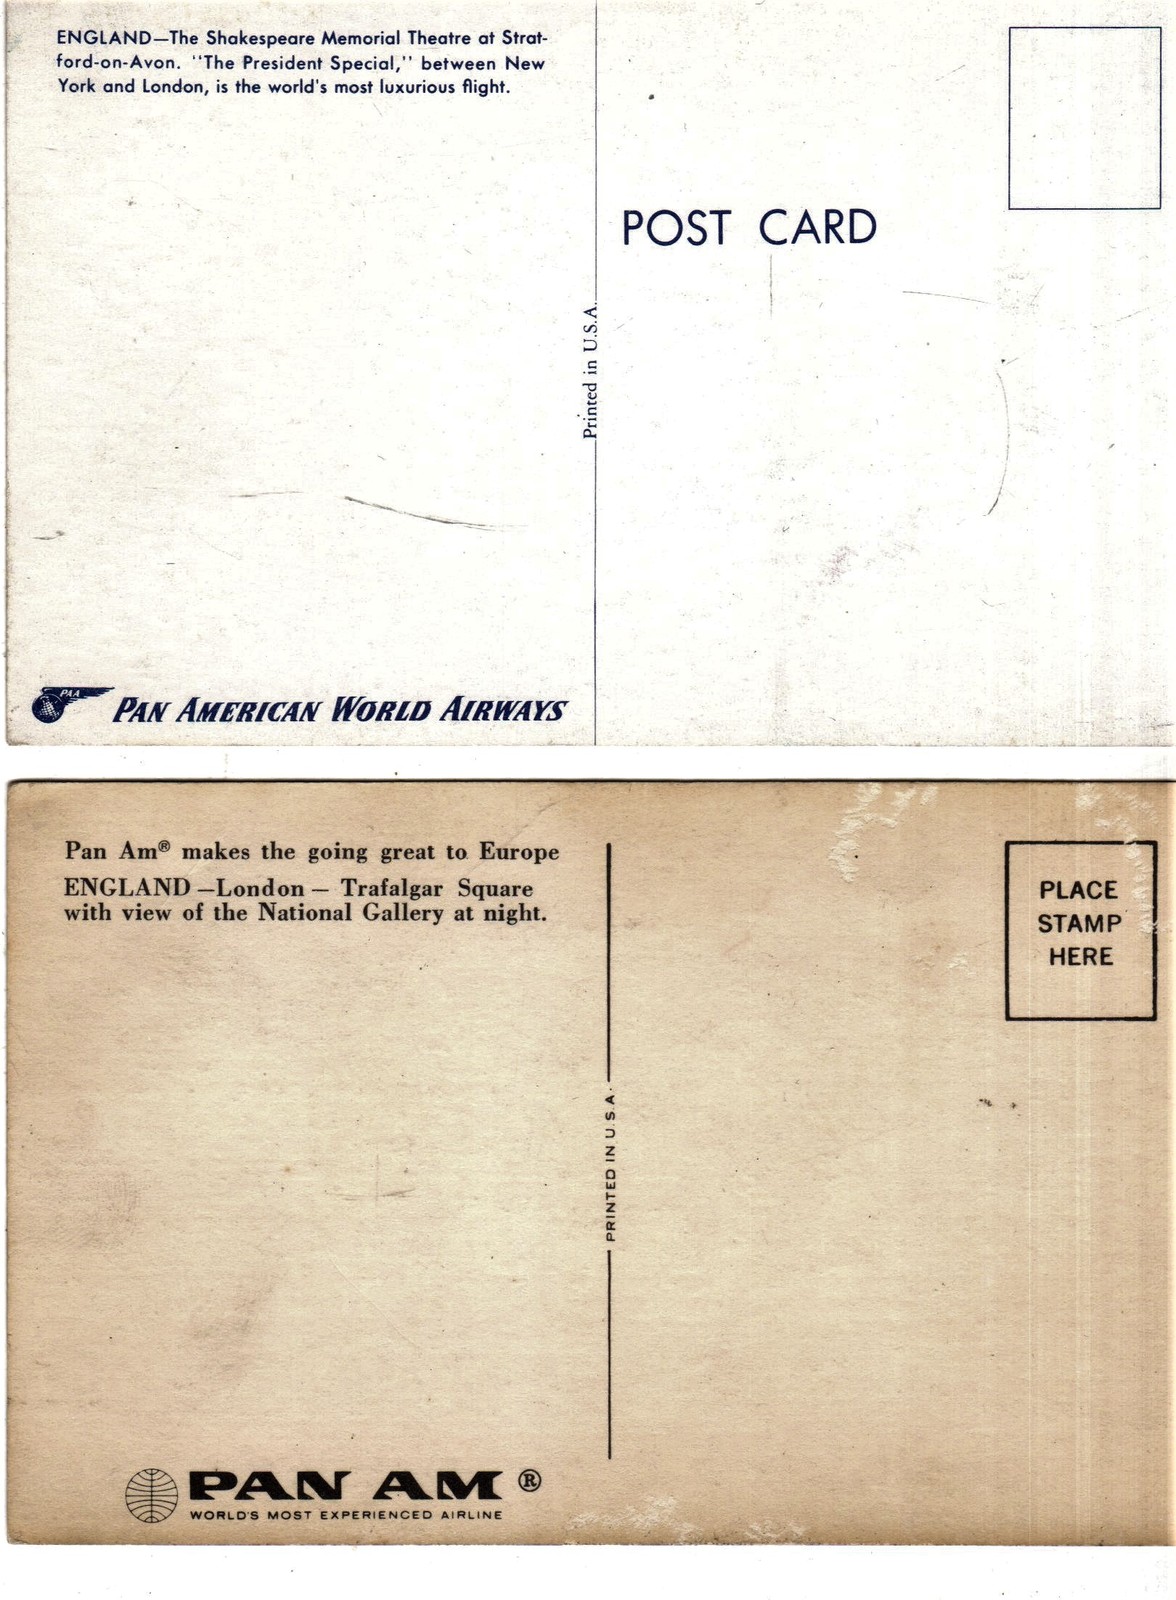 ENGLAND—The Shakespeare Memorial Theatre at Strat-
ford-on-Avon. "The President Special," between New
York and London, is the world's most luxurious flight.
POST CARD
Printed in U.S.A.
PAA
PAN AMERICAN WORLD AIRWAYS
Pan Am® makes the going great to Europe
ENGLAND—London— Trafalgar Square
with view of the National Gallery at night.
PLACE
STAMP
HERE
PRINTED IN U.S.A.
PAN AM ®
WORLD'S MOST EXPERIENCED AIRLINE